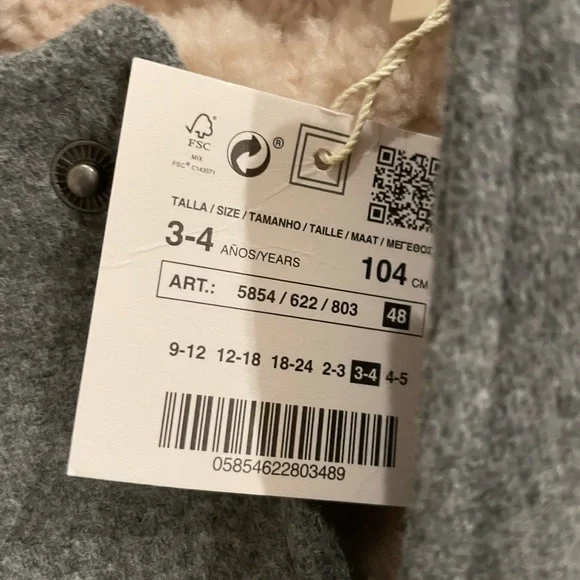 FSC
MIX
FSC® C143571
®
TALLA / SIZE / TAMANHO / TAILLE / MAAT / ΜΕΓΕΘΟΣ
3-4 AÑOS/YEARS 104 CM
ART.: 5854 / 622 / 803 48
9-12 12-18 18-24 2-3 3-4 4-5
05854622803489